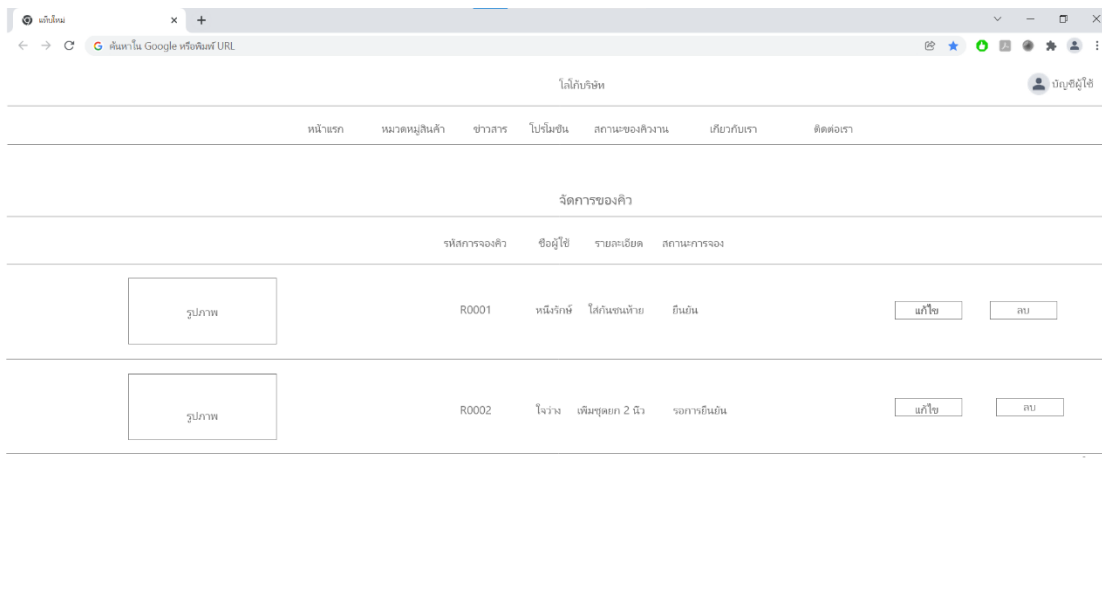 แท็บใหม่
ค้นหาใน Google หรือพิมพ์ URL
โลโก้บริษัท
บัญชีผู้ใช้
หน้าแรก หมวดหมู่สินค้า ข่าวสาร โปรโมชั่น สถานะของคิวงาน เกี่ยวกับเรา ติดต่อเรา
จัดการของคิว
รหัสการจองคิว ชื่อผู้ใช้ รายละเอียด สถานะการจอง
รูปภาพ R0001 หนึ่งรักษ์ ใส่กันชนท้าย ยืนยัน แก้ไข ลบ
รูปภาพ R0002 ใจว่าง เพิ่มชุดยก 2 นิ้ว รอการยืนยัน แก้ไข ลบ